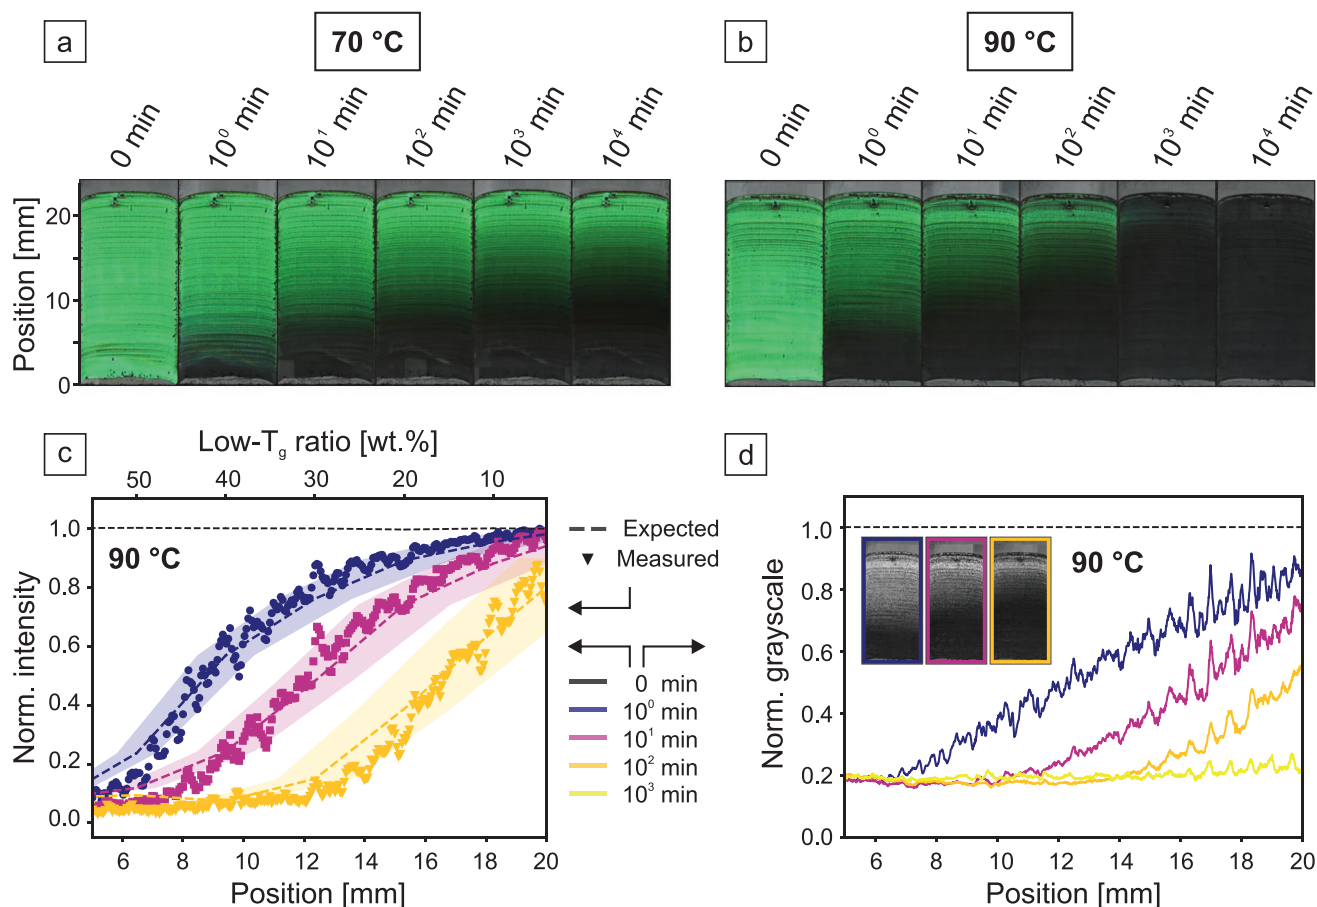 a
70 °C
b
90 °C
0 min
10⁰ min
10¹ min
10² min
10³ min
10⁴ min
0 min
10⁰ min
10¹ min
10² min
10³ min
10⁴ min
Position [mm]
20
10
0
Position [mm]
c
Low-Tg ratio [wt.%]
50 40 30 20 10
90 °C
Norm. intensity
1.0
0.8
0.6
0.4
0.2
0.0
6 8 10 12 14 16 18 20
Position [mm]
Expected
Measured
0 min
10⁰ min
10¹ min
10² min
10³ min
d
90 °C
Norm. grayscale
1.0
0.8
0.6
0.4
0.2
0.0
6 8 10 12 14 16 18 20
Position [mm]